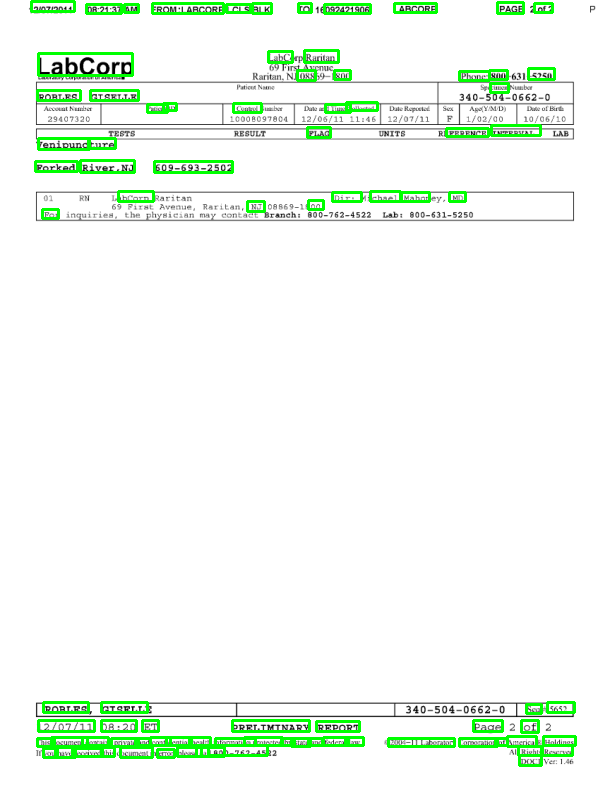 12/07/2011 08:21:37 AM FROM:LABCORP LCLS BLK TO: 16092421906 LABCORP PAGE 2 of 2 P
LabCorp LabCorp Raritan
69 First Avenue
Laboratory Corporation of America Raritan, NJ 08869-1800 Phone: 800-631-5250
Patient Name Specimen Number
ROBLES, GISELLE 340-504-0662-0
Account Number Patient ID Control Number Date and Time Collected Date Reported Sex Age(Y/M/D) Date of Birth
29407320 10008097804 12/06/11 11:46 12/07/11 F 1/02/00 10/06/10
TESTS RESULT FLAG UNITS REFERENCE INTERVAL LAB
Venipuncture
Forked River,NJ 609-693-2502
01 RN LabCorp Raritan Dir: Michael Mahoney, MD
69 First Avenue, Raritan, NJ 08869-1800
For inquiries, the physician may contact Branch: 800-762-4522 Lab: 800-631-5250
ROBLES, GISELLE 340-504-0662-0 Seq# 5652
12/07/11 08:20 ET PRELIMINARY REPORT Page 2 of 2
This document contains private and confidential health information protected by state and federal law. ©2004-11 Laboratory Corporation of America® Holdings
If you have received this document in error please call 800-762-4522 All Rights Reserved
DOC1 Ver: 1.46